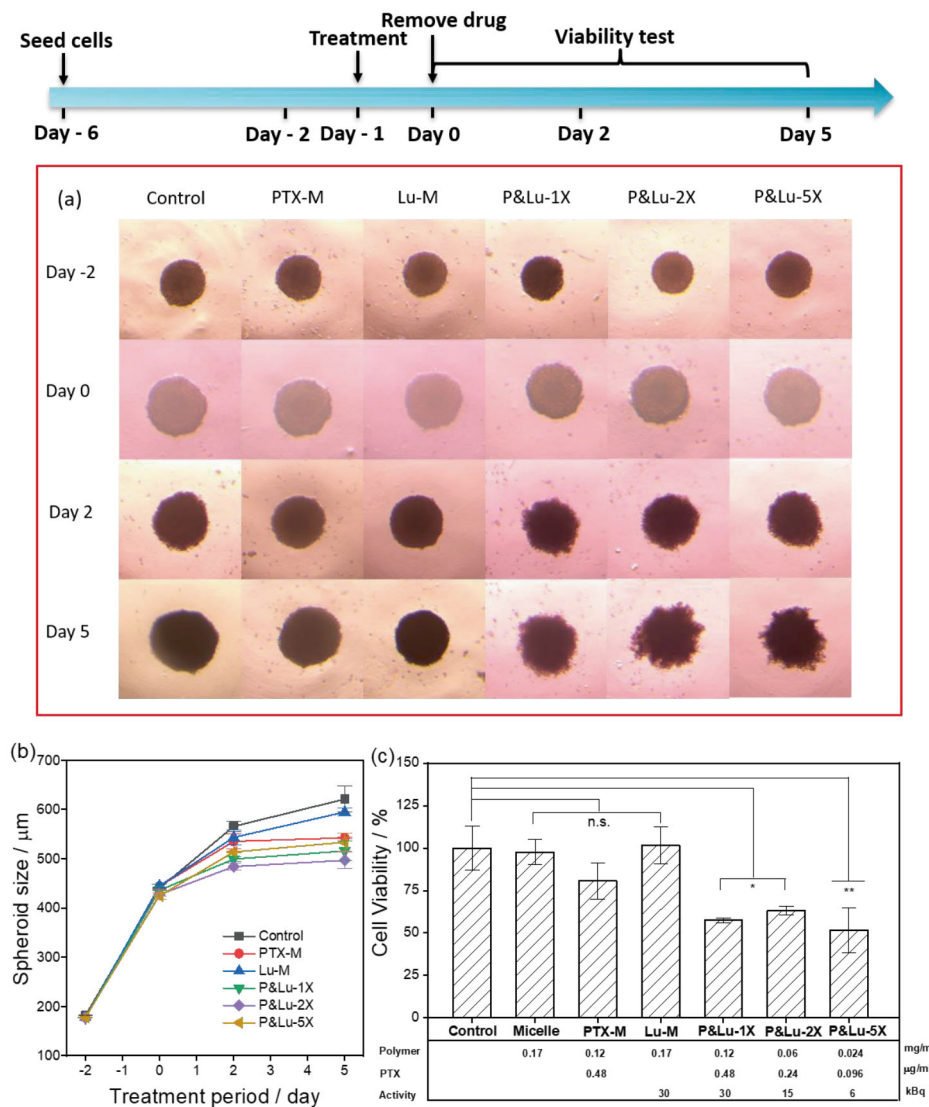 Remove drug
Seed cells
Treatment
Viability test
Day - 6
Day - 2
Day - 1
Day 0
Day 2
Day 5
(a)
Control
PTX-M
Lu-M
P&Lu-1X
P&Lu-2X
P&Lu-5X
Day -2
Day 0
Day 2
Day 5
(b)
700
600
500
400
300
200
100
Spheroid size / μm
Control
PTX-M
Lu-M
P&Lu-1X
P&Lu-2X
P&Lu-5X
-2 -1 0 1 2 3 4 5
Treatment period / day
(c)
150
125
100
75
50
25
0
Cell Viability / %
n.s.
*
**
Control Micelle PTX-M Lu-M P&Lu-1X P&Lu-2X P&Lu-5X
Polymer 0.17 0.12 0.17 0.12 0.06 0.024 mg/m
PTX 0.48 0.48 0.24 0.096 μg/m
Activity 30 30 15 6 kBq